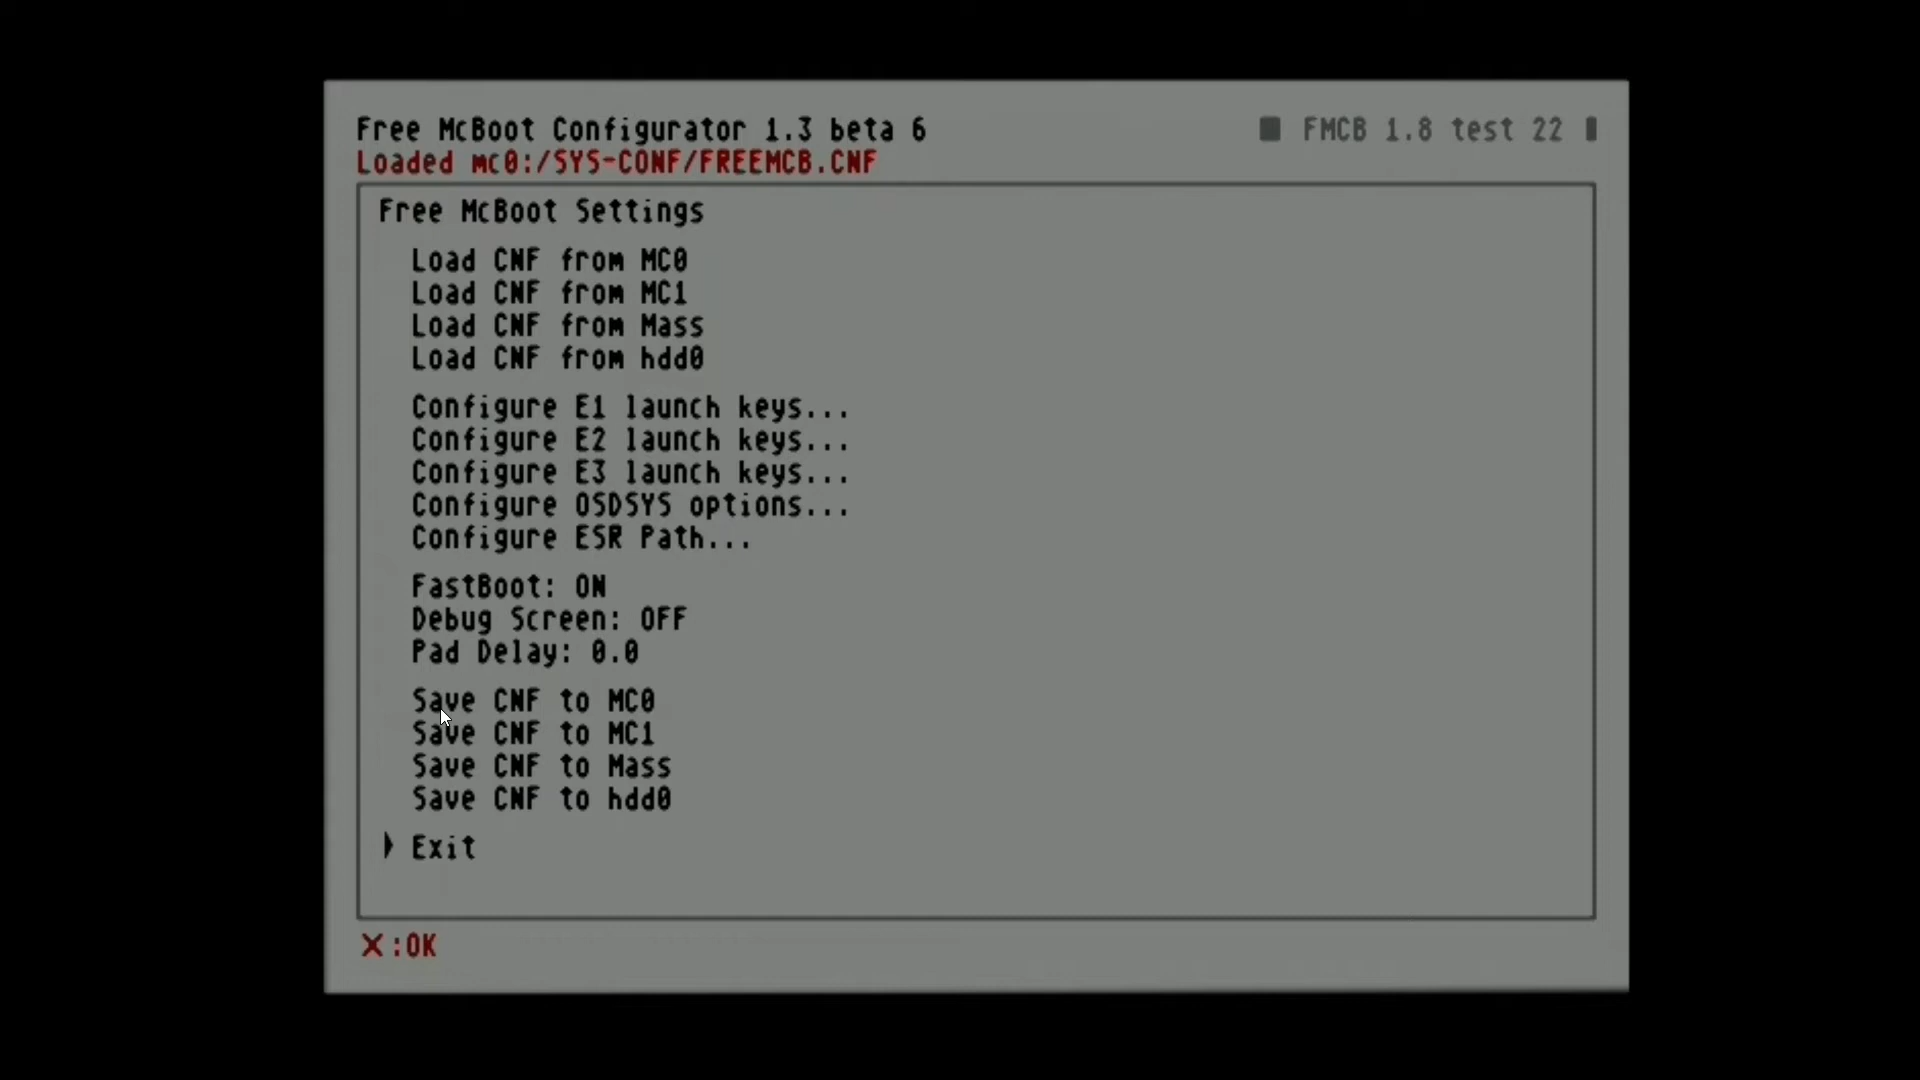 Free McBoot Configurator 1.3 beta 6
■ FMCB 1.8 test 22 ▮
Loaded mc0:/SYS-CONF/FREEMCB.CNF
Free McBoot Settings
Load CNF from MC0
Load CNF from MC1
Load CNF from Mass
Load CNF from hdd0
Configure E1 launch keys...
Configure E2 launch keys...
Configure E3 launch keys...
Configure OSDSYS options...
Configure ESR Path...
FastBoot: ON
Debug Screen: OFF
Pad Delay: 0.0
Save CNF to MC0
Save CNF to MC1
Save CNF to Mass
Save CNF to hdd0
Exit
X:OK